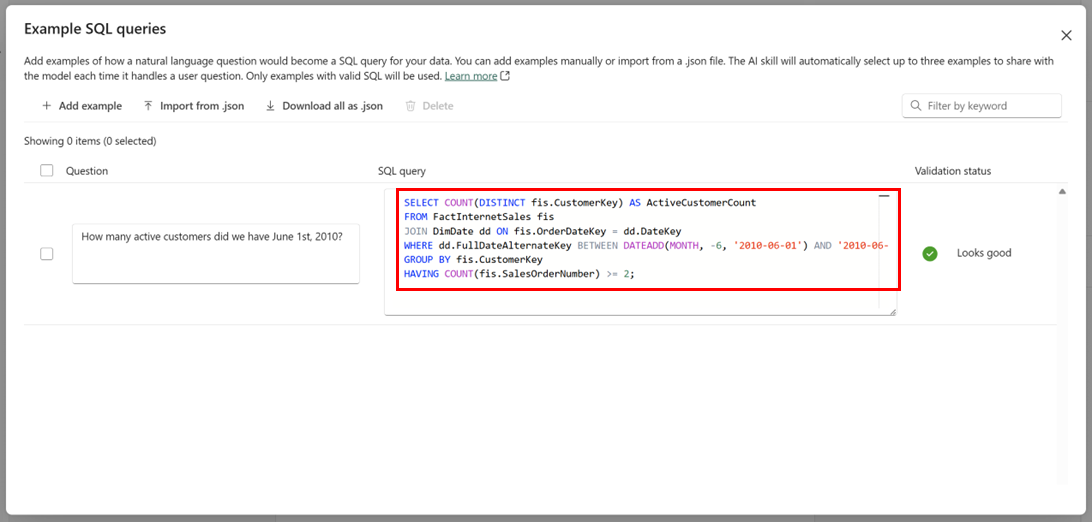 Example SQL queries
Add examples of how a natural language question would become a SQL query for your data. You can add examples manually or import from a .json file. The AI skill will automatically select up to three examples to share with
the model each time it handles a user question. Only examples with valid SQL will be used. Learn more
Add example Import from .json Download all as .json Delete Filter by keyword
Showing 0 items (0 selected)
Question SQL query Validation status
How many active customers did we have June 1st, 2010?
SELECT COUNT(DISTINCT fis.CustomerKey) AS ActiveCustomerCount
FROM FactInternetSales fis
JOIN DimDate dd ON fis.OrderDateKey = dd.DateKey
WHERE dd.FullDateAlternateKey BETWEEN DATEADD(MONTH, -6, '2010-06-01') AND '2010-06-
GROUP BY fis.CustomerKey
HAVING COUNT(fis.SalesOrderNumber) >= 2;
Looks good